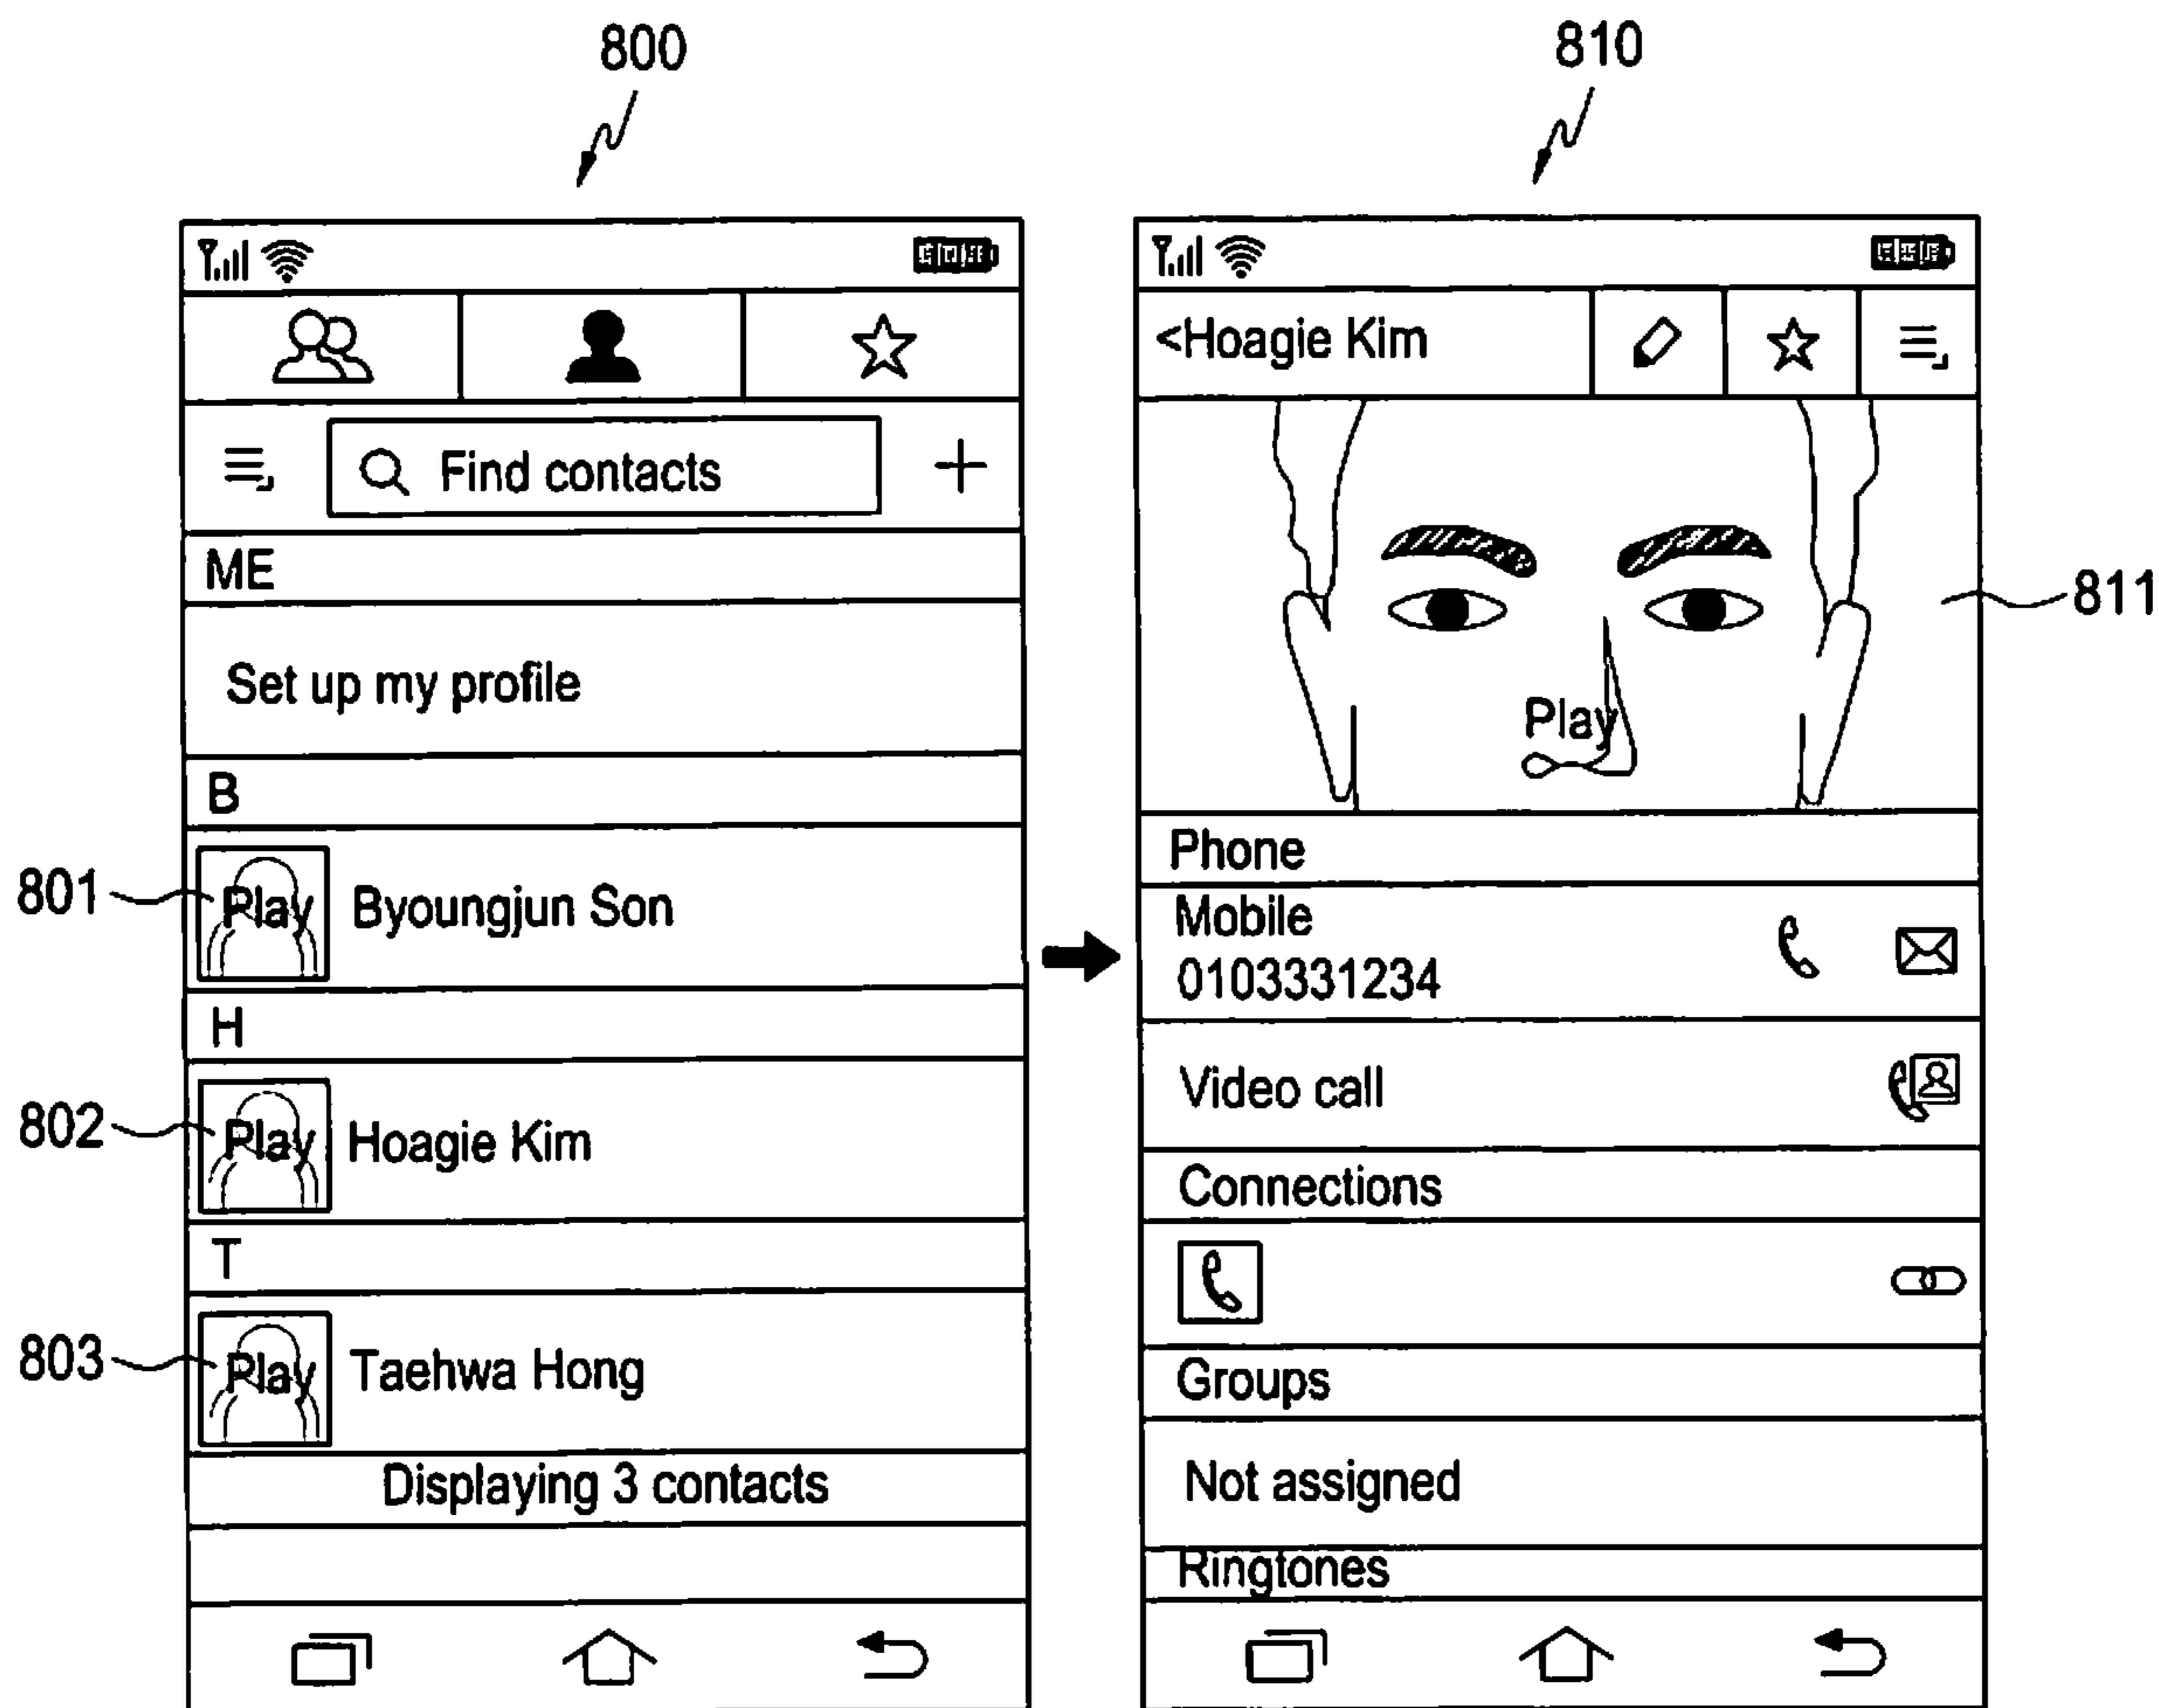 800
810
<Hoagie Kim
Find contacts
ME
811
Set up my profile
Play
B
Phone
801
Play
Byoungjun Son
Mobile
0103331234
H
Video call
802
Play
Hoagie Kim
Connections
T
803
Play
Taehwa Hong
Groups
Displaying 3 contacts
Not assigned
Ringtones